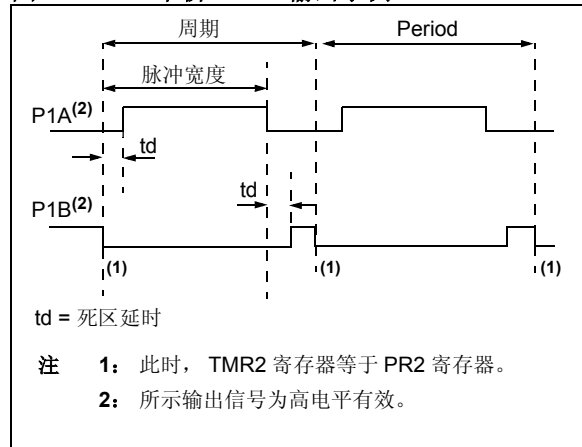 周期
Period
脉冲宽度
P1A(2)
td
td
P1B(2)
(1)
(1)
(1)
td = 死区延时
注 1： 此时， TMR2 寄存器等于 PR2 寄存器。
2： 所示输出信号为高电平有效。